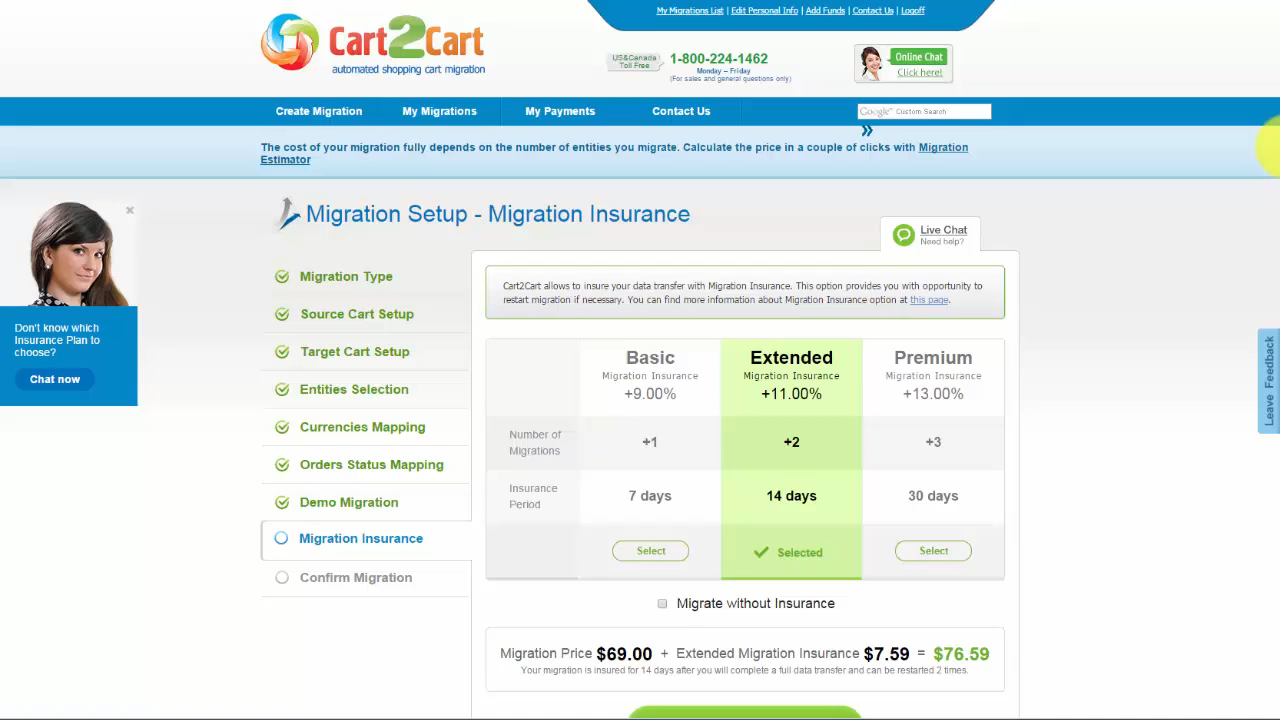 My Migrations List | Edit Personal Info | Add Funds | Contact Us | Logoff
Cart2Cart
automated shopping cart migration
US&Canada
Toll Free
1-800-224-1462
Monday – Friday
(For sales and general questions only)
Online Chat
Click here!
Create Migration
My Migrations
My Payments
Contact Us
Google™ Custom Search
»
The cost of your migration fully depends on the number of entities you migrate. Calculate the price in a couple of clicks with Migration
Estimator
Migration Setup - Migration Insurance
Live Chat
Need help?
Don't know which
Insurance Plan to
choose?
Chat now
Migration Type
Source Cart Setup
Target Cart Setup
Entities Selection
Currencies Mapping
Orders Status Mapping
Demo Migration
Migration Insurance
Confirm Migration
Cart2Cart allows to insure your data transfer with Migration Insurance. This option provides you with opportunity to
restart migration if necessary. You can find more information about Migration Insurance option at this page.
Basic Extended Premium
Migration Insurance Migration Insurance Migration Insurance
+9.00% +11.00% +13.00%
Number of
Migrations
+1 +2 +3
Insurance
Period
7 days 14 days 30 days
Select Selected Select
Migrate without Insurance
Migration Price $69.00 + Extended Migration Insurance $7.59 = $76.59
Your migration is insured for 14 days after you will complete a full data transfer and can be restarted 2 times.
Leave Feedback